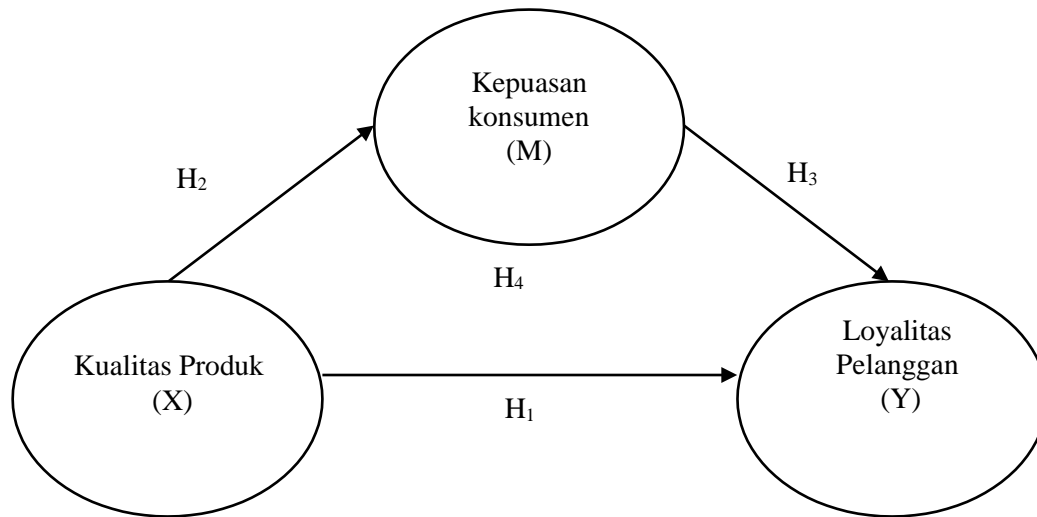 Kepuasan
konsumen
(M)
H₂
H₃
H₄
Kualitas Produk
(X)
Loyalitas
Pelanggan
(Y)
H₁